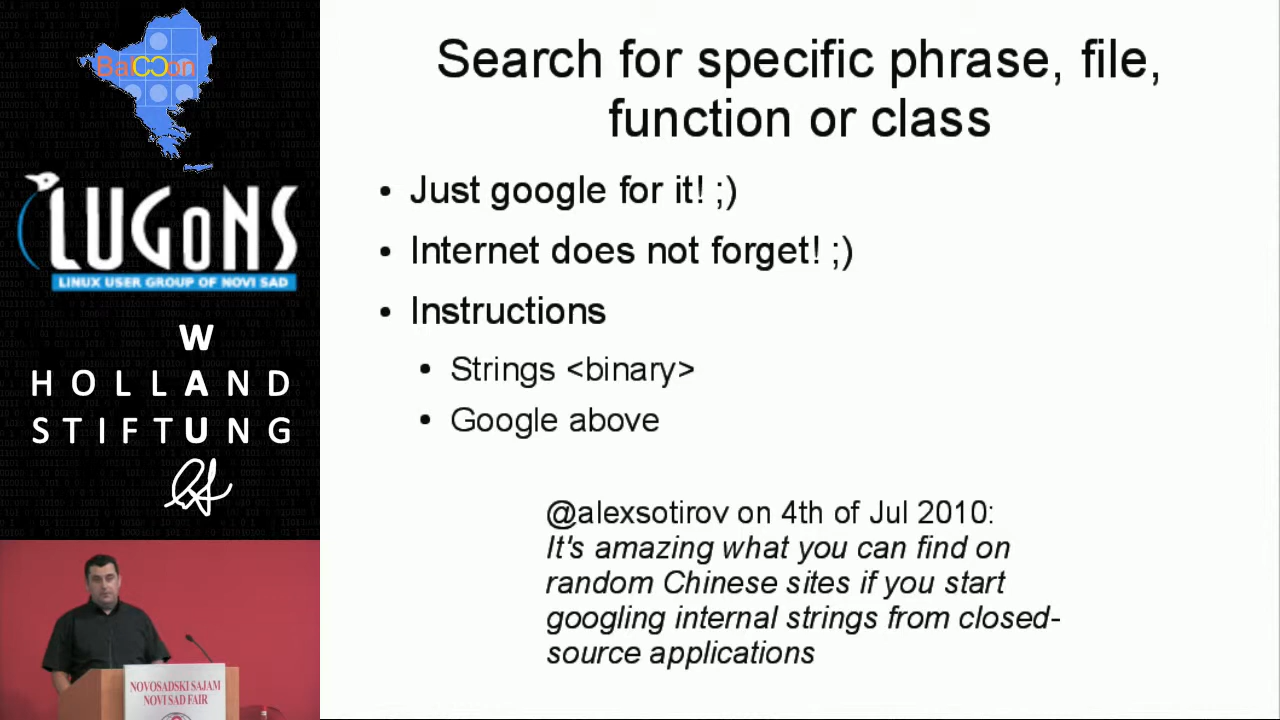 BaCCon
LUGoNS
LINUX USER GROUP OF NOVI SAD
W
HOLLAND
STIFTUNG
NOVOSADSKI SAJAM
NOVI SAD FAIR
Search for specific phrase, file,
function or class
• Just google for it! ;)
• Internet does not forget! ;)
• Instructions
• Strings <binary>
• Google above
@alexsotirov on 4th of Jul 2010:
It's amazing what you can find on
random Chinese sites if you start
googling internal strings from closed-
source applications